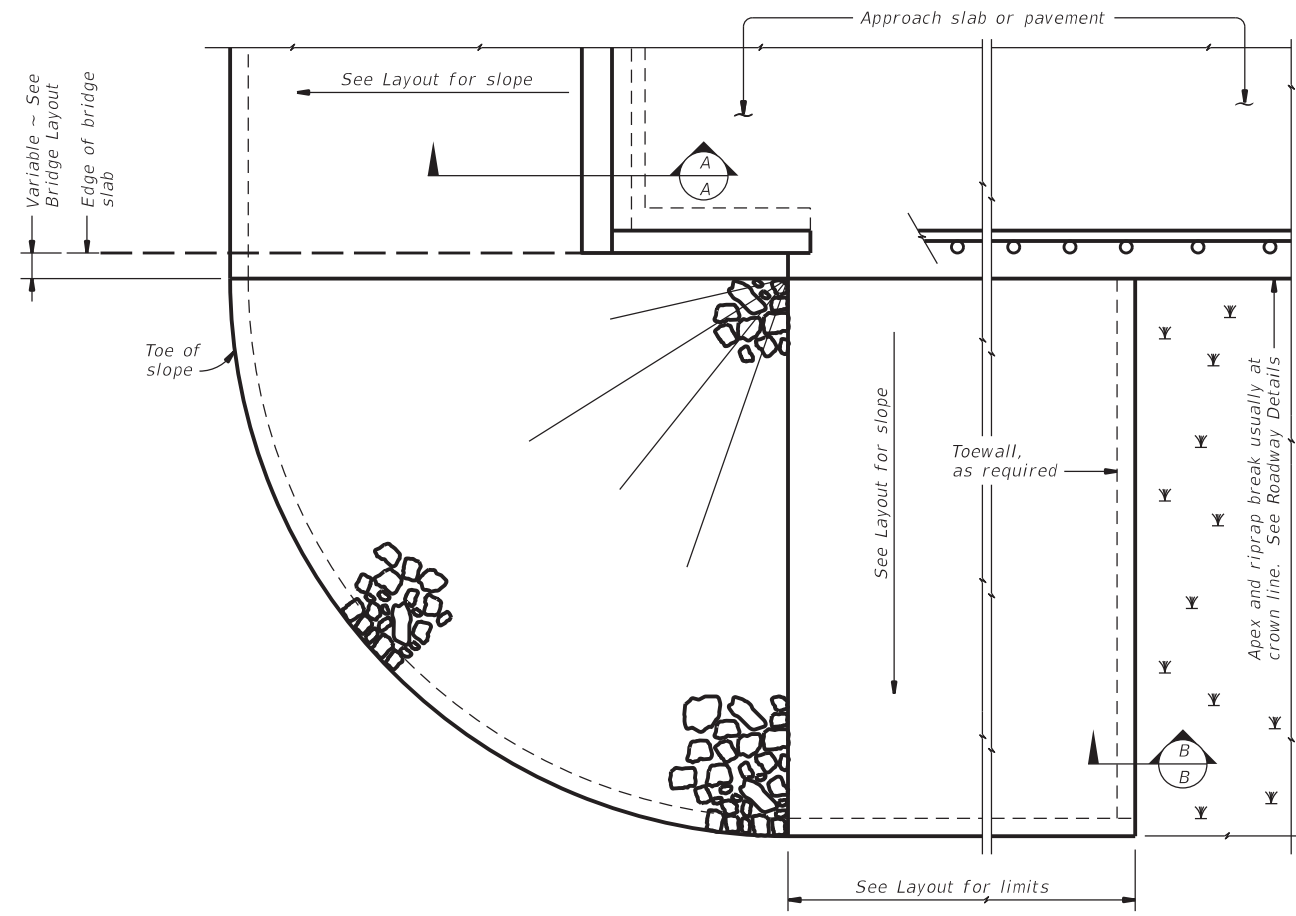 Approach slab or pavement
See Layout for slope
Variable ~ See
Bridge Layout
Edge of bridge
slab
A
A
Toe of
slope
See Layout for slope
Toewall,
as required
Apex and riprap break usually at
crown line. See Roadway Details
B
B
See Layout for limits